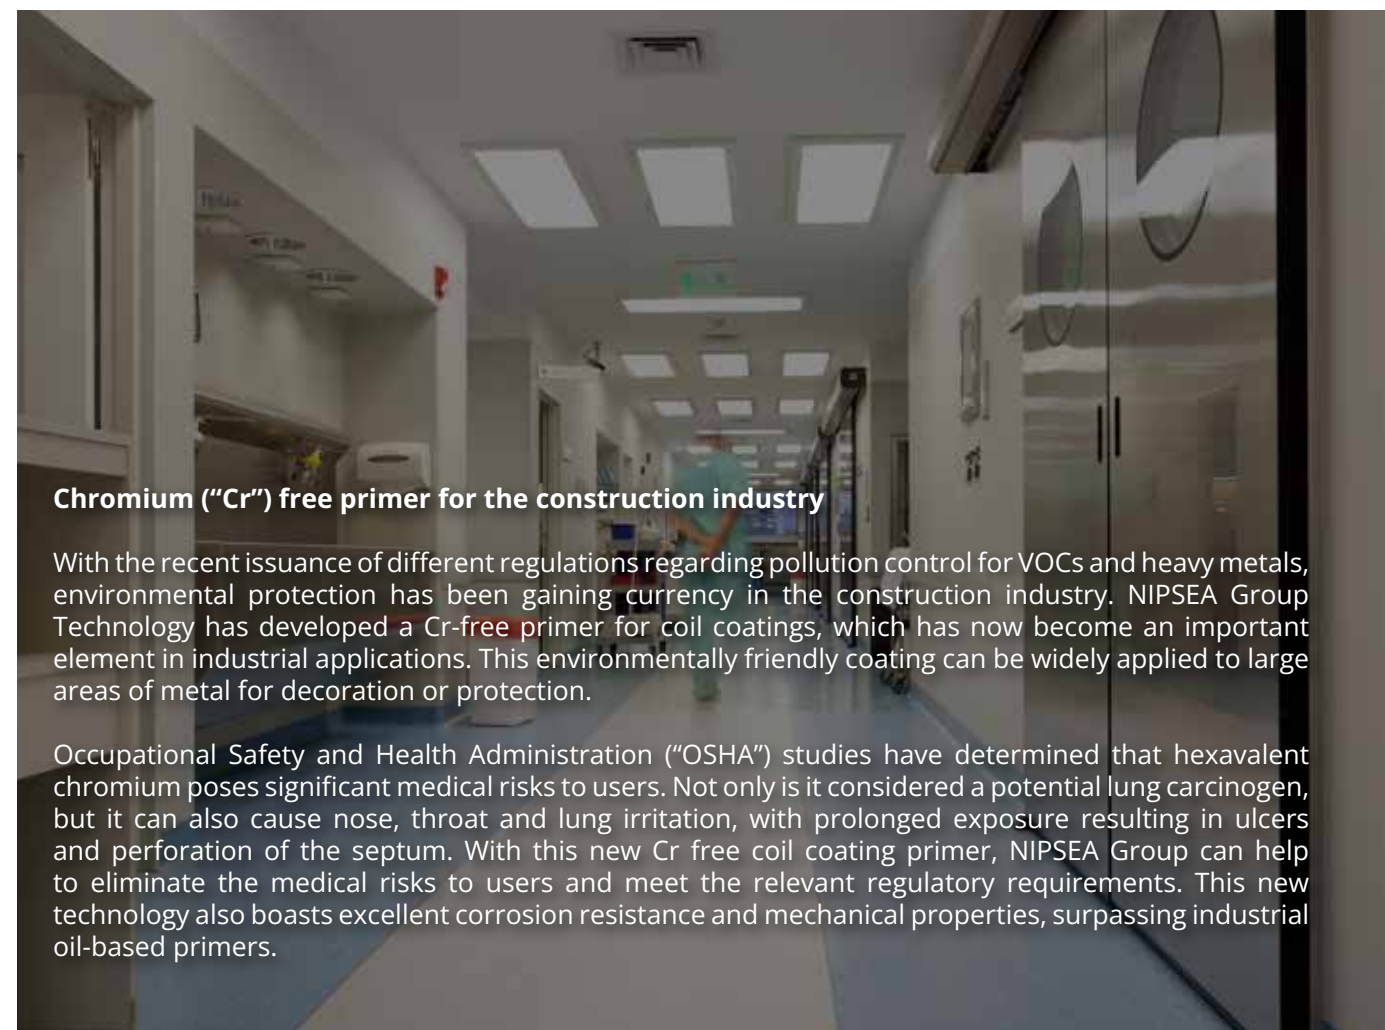 Chromium (“Cr”) free primer for the construction industry
With the recent issuance of different regulations regarding pollution control for VOCs and heavy metals,
environmental protection has been gaining currency in the construction industry. NIPSEA Group
Technology has developed a Cr-free primer for coil coatings, which has now become an important
element in industrial applications. This environmentally friendly coating can be widely applied to large
areas of metal for decoration or protection.
Occupational Safety and Health Administration (“OSHA”) studies have determined that hexavalent
chromium poses significant medical risks to users. Not only is it considered a potential lung carcinogen,
but it can also cause nose, throat and lung irritation, with prolonged exposure resulting in ulcers
and perforation of the septum. With this new Cr free coil coating primer, NIPSEA Group can help
to eliminate the medical risks to users and meet the relevant regulatory requirements. This new
technology also boasts excellent corrosion resistance and mechanical properties, surpassing industrial
oil-based primers.